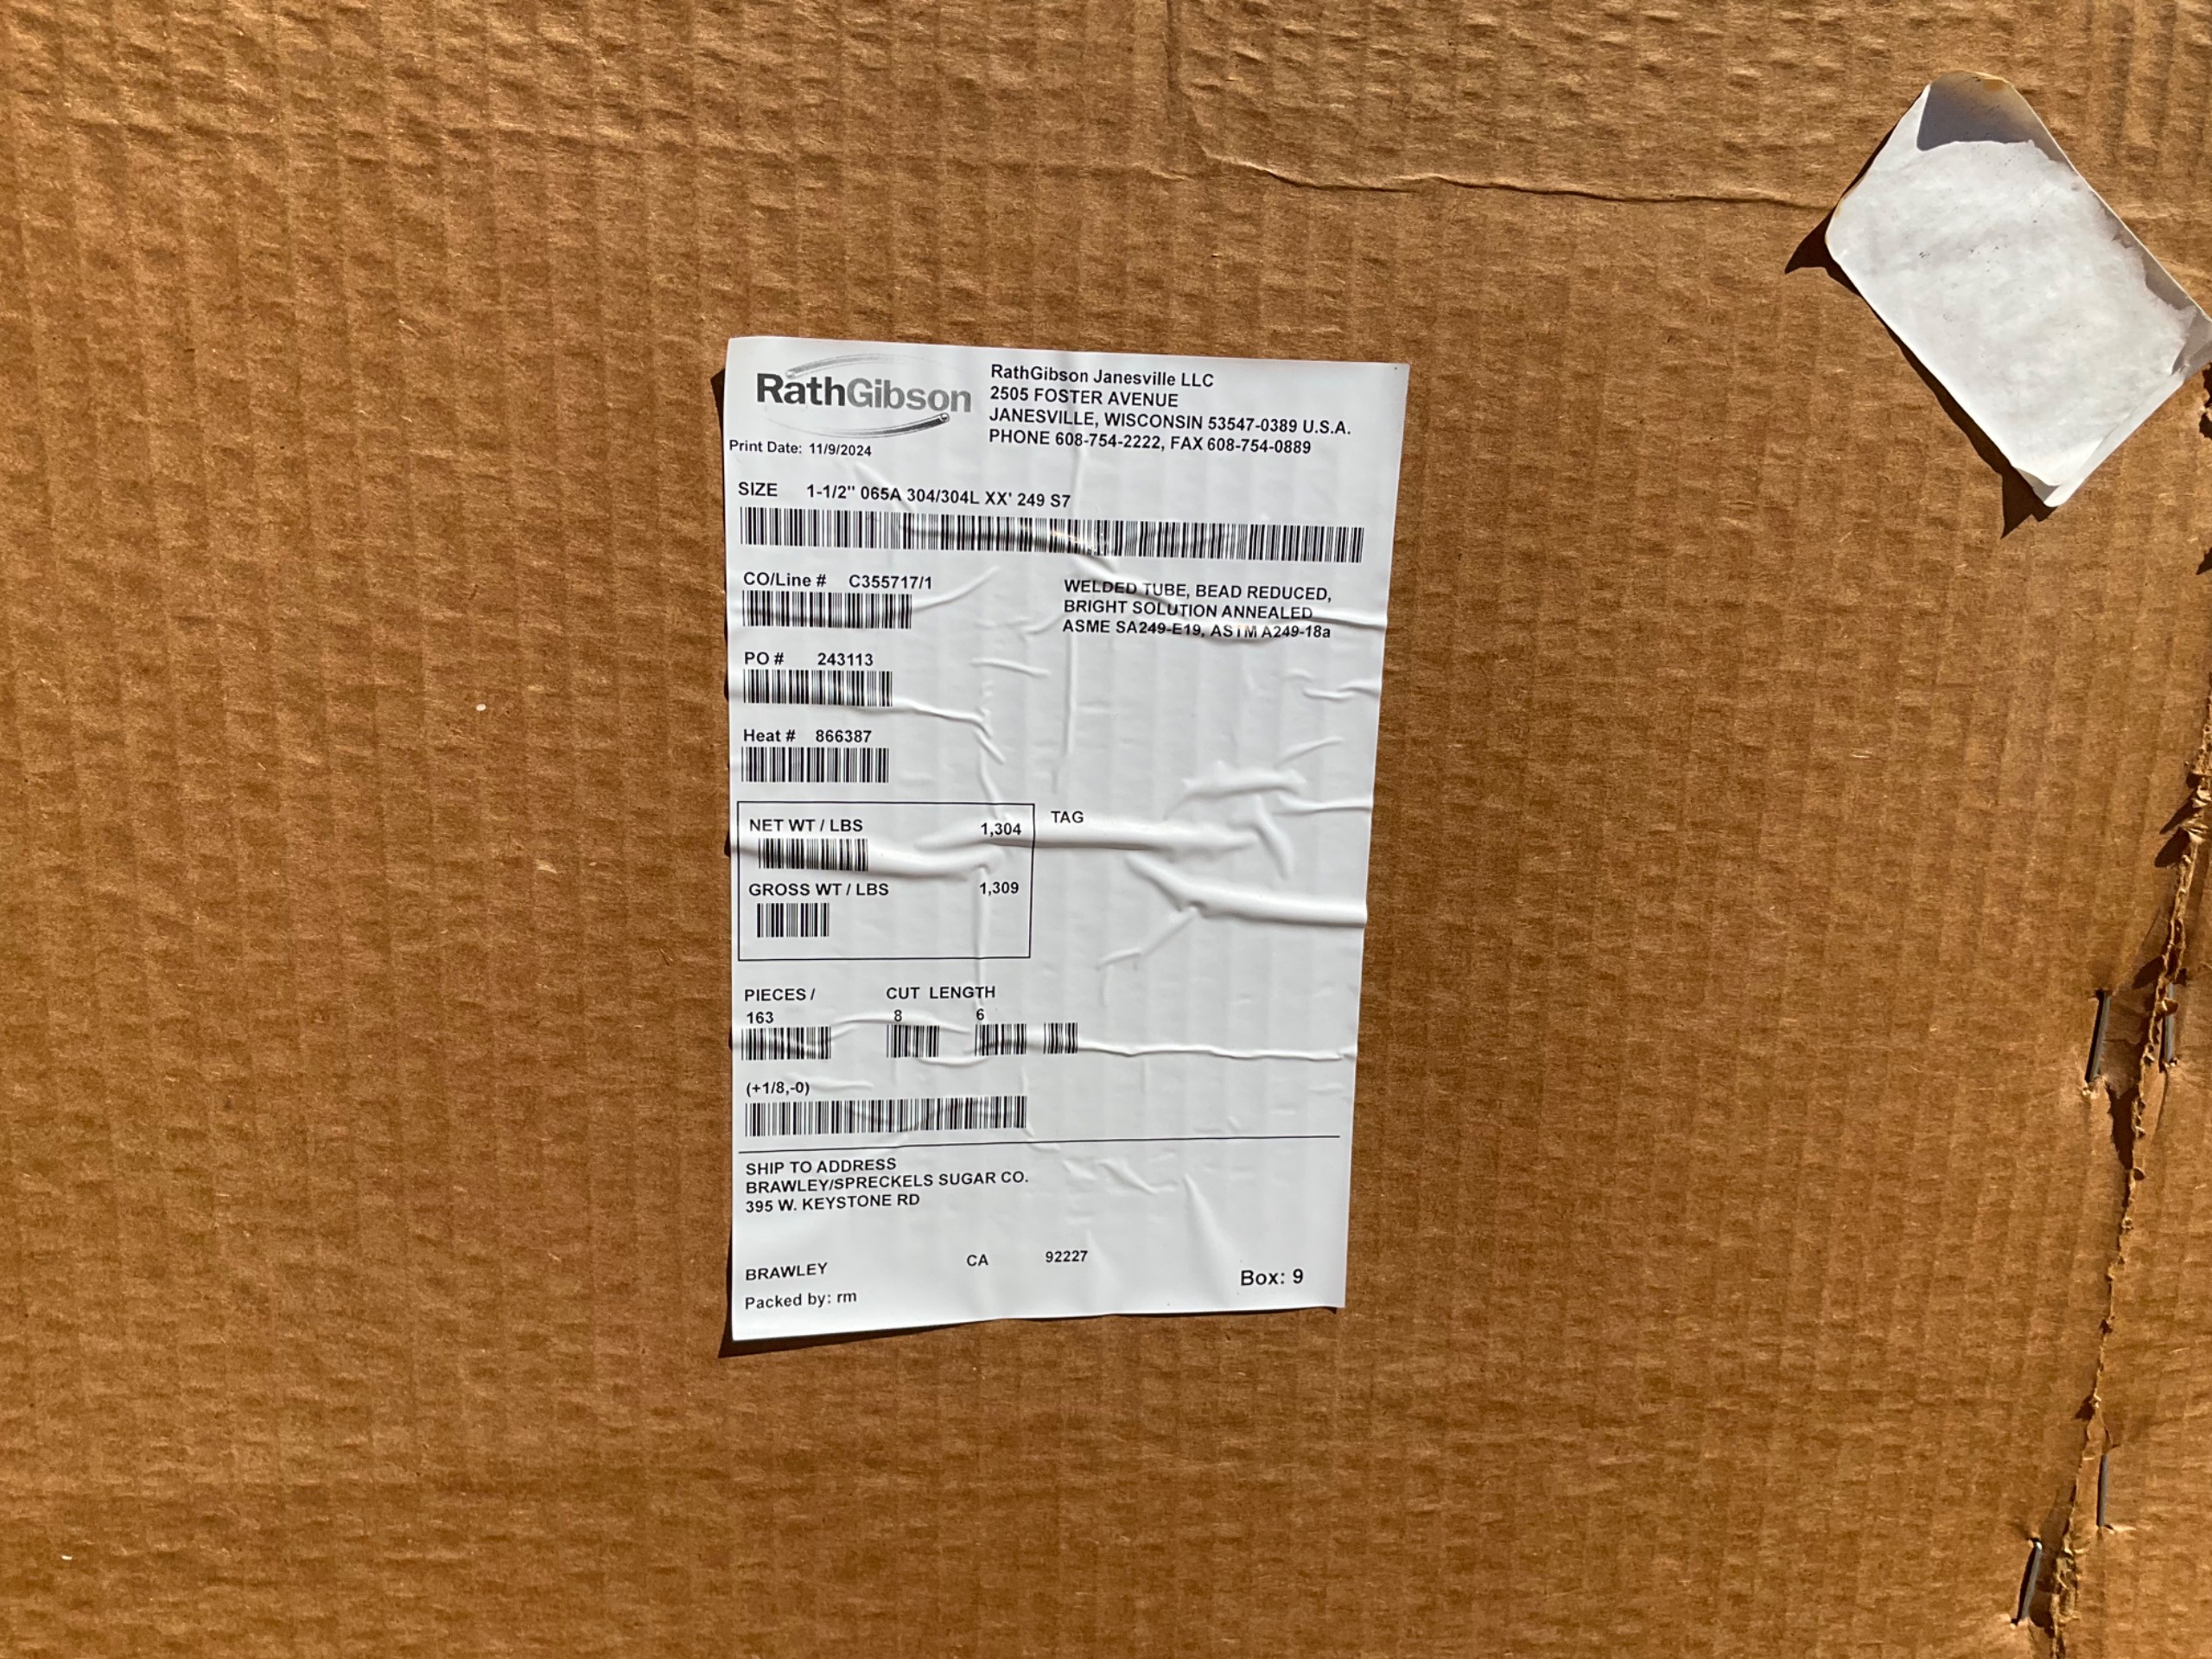 RathGibson
RathGibson Janesville LLC
2505 FOSTER AVENUE
JANESVILLE, WISCONSIN 53547-0389 U.S.A.
PHONE 608-754-2222, FAX 608-754-0889
Print Date: 11/9/2024
SIZE 1-1/2" 065A 304/304L XX' 249 S7
CO/Line # C355717/1
WELDED TUBE, BEAD REDUCED,
BRIGHT SOLUTION ANNEALED
ASME SA249-E19, ASTM A249-18a
PO # 243113
Heat # 866387
NET WT / LBS 1,304
TAG
GROSS WT / LBS 1,309
PIECES / CUT LENGTH
163 8 6
(+1/8,-0)
SHIP TO ADDRESS
BRAWLEY/SPRECKELS SUGAR CO.
395 W. KEYSTONE RD
BRAWLEY CA 92227
Box: 9
Packed by: rm